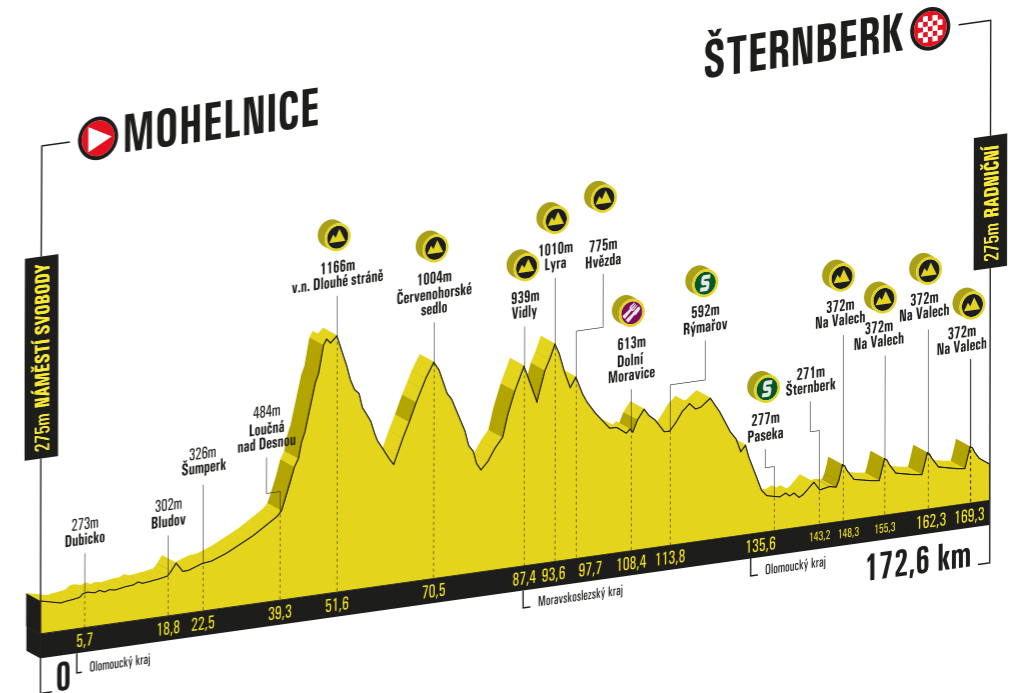 ŠTERNBERK
MOHELNICE
275m NÁMĚSTÍ SVOBODY
275m RADNIČNÍ
273m
Dubicko
302m
Bludov
326m
Šumperk
484m
Loučná
nad Desnou
1166m
v.n. Dlouhé stráně
1004m
Červenohorské
sedlo
939m
Vidly
1010m
Lyra
775m
Hvězda
613m
Dolní
Moravice
S
592m
Rýmařov
S
277m
Paseka
271m
Šternberk
372m
Na Valech
372m
Na Valech
372m
Na Valech
372m
Na Valech
0
5,7
18,8
22,5
39,3
51,6
70,5
87,4
93,6
97,7
108,4
113,8
135,6
143,2
148,3
155,3
162,3
169,3
172,6 km
Olomoucký kraj
Moravskoslezský kraj
Olomoucký kraj